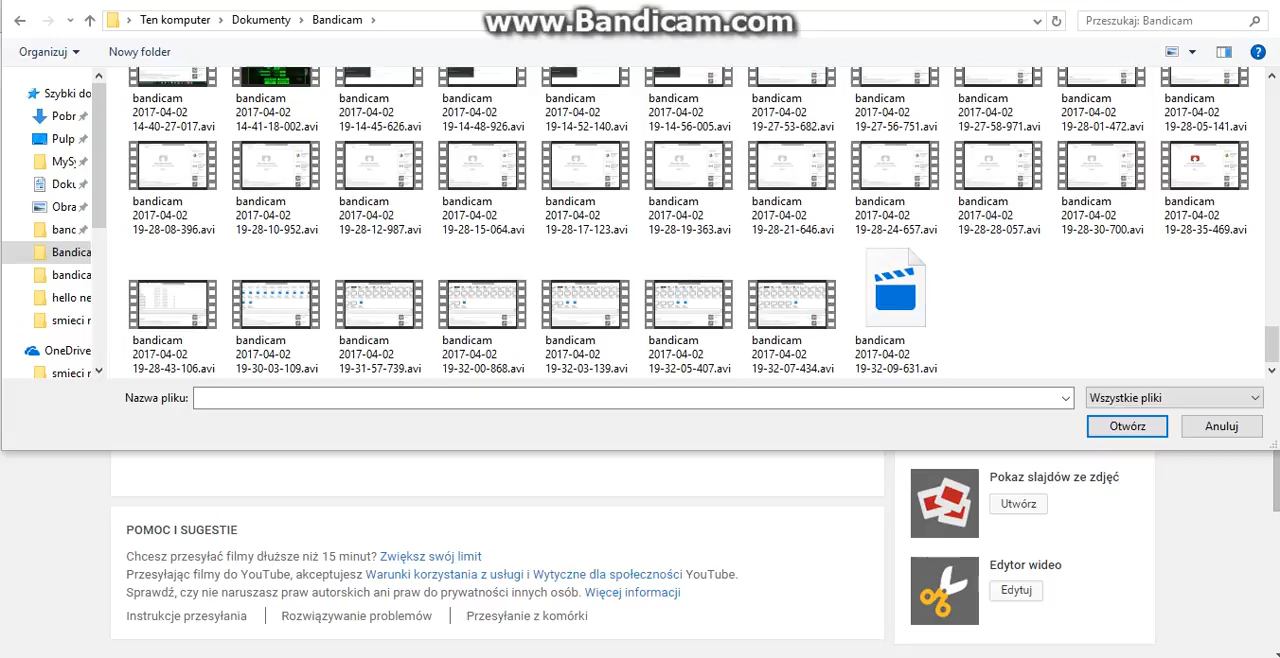 Ten komputer > Dokumenty > Bandicam >
www.Bandicam.com
Przeszukaj: Bandicam
Organizuj
Nowy folder
Szybki do
Pobr
Pulp
MyS
Doku
Obra
banc
Bandica
bandica
hello ne
smieci r
OneDrive
smieci r
bandicam bandicam bandicam bandicam bandicam bandicam bandicam bandicam bandicam bandicam bandicam
2017-04-02 2017-04-02 2017-04-02 2017-04-02 2017-04-02 2017-04-02 2017-04-02 2017-04-02 2017-04-02 2017-04-02 2017-04-02
14-40-27-017.avi 14-41-18-002.avi 19-14-45-626.avi 19-14-48-926.avi 19-14-52-140.avi 19-14-56-005.avi 19-27-53-682.avi 19-27-56-751.avi 19-27-58-971.avi 19-28-01-472.avi 19-28-05-141.avi
bandicam bandicam bandicam bandicam bandicam bandicam bandicam bandicam bandicam bandicam bandicam
2017-04-02 2017-04-02 2017-04-02 2017-04-02 2017-04-02 2017-04-02 2017-04-02 2017-04-02 2017-04-02 2017-04-02 2017-04-02
19-28-08-396.avi 19-28-10-952.avi 19-28-12-987.avi 19-28-15-064.avi 19-28-17-123.avi 19-28-19-363.avi 19-28-21-646.avi 19-28-24-657.avi 19-28-28-057.avi 19-28-30-700.avi 19-28-35-469.avi
bandicam bandicam bandicam bandicam bandicam bandicam bandicam bandicam
2017-04-02 2017-04-02 2017-04-02 2017-04-02 2017-04-02 2017-04-02 2017-04-02 2017-04-02
19-28-43-106.avi 19-30-03-109.avi 19-31-57-739.avi 19-32-00-868.avi 19-32-03-139.avi 19-32-05-407.avi 19-32-07-434.avi 19-32-09-631.avi
Nazwa pliku:
Wszystkie pliki
Otwórz Anuluj
Pokaz slajdów ze zdjęć
Utwórz
Edytor wideo
Edytuj
POMOC I SUGESTIE
Chcesz przesyłać filmy dłuższe niż 15 minut? Zwiększ swój limit
Przesyłając filmy do YouTube, akceptujesz Warunki korzystania z usługi i Wytyczne dla społeczności YouTube.
Sprawdź, czy nie naruszasz praw autorskich ani praw do prywatności innych osób. Więcej informacji
Instrukcje przesyłania | Rozwiązywanie problemów | Przesyłanie z komórki